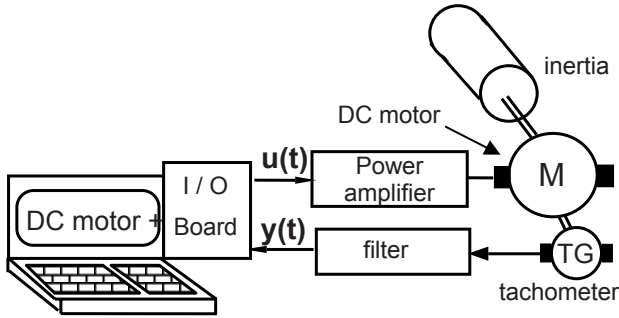 inertia
DC motor
u(t)
Power
amplifier
M
I / O
Board
DC motor +
y(t)
filter
TG
tachometer